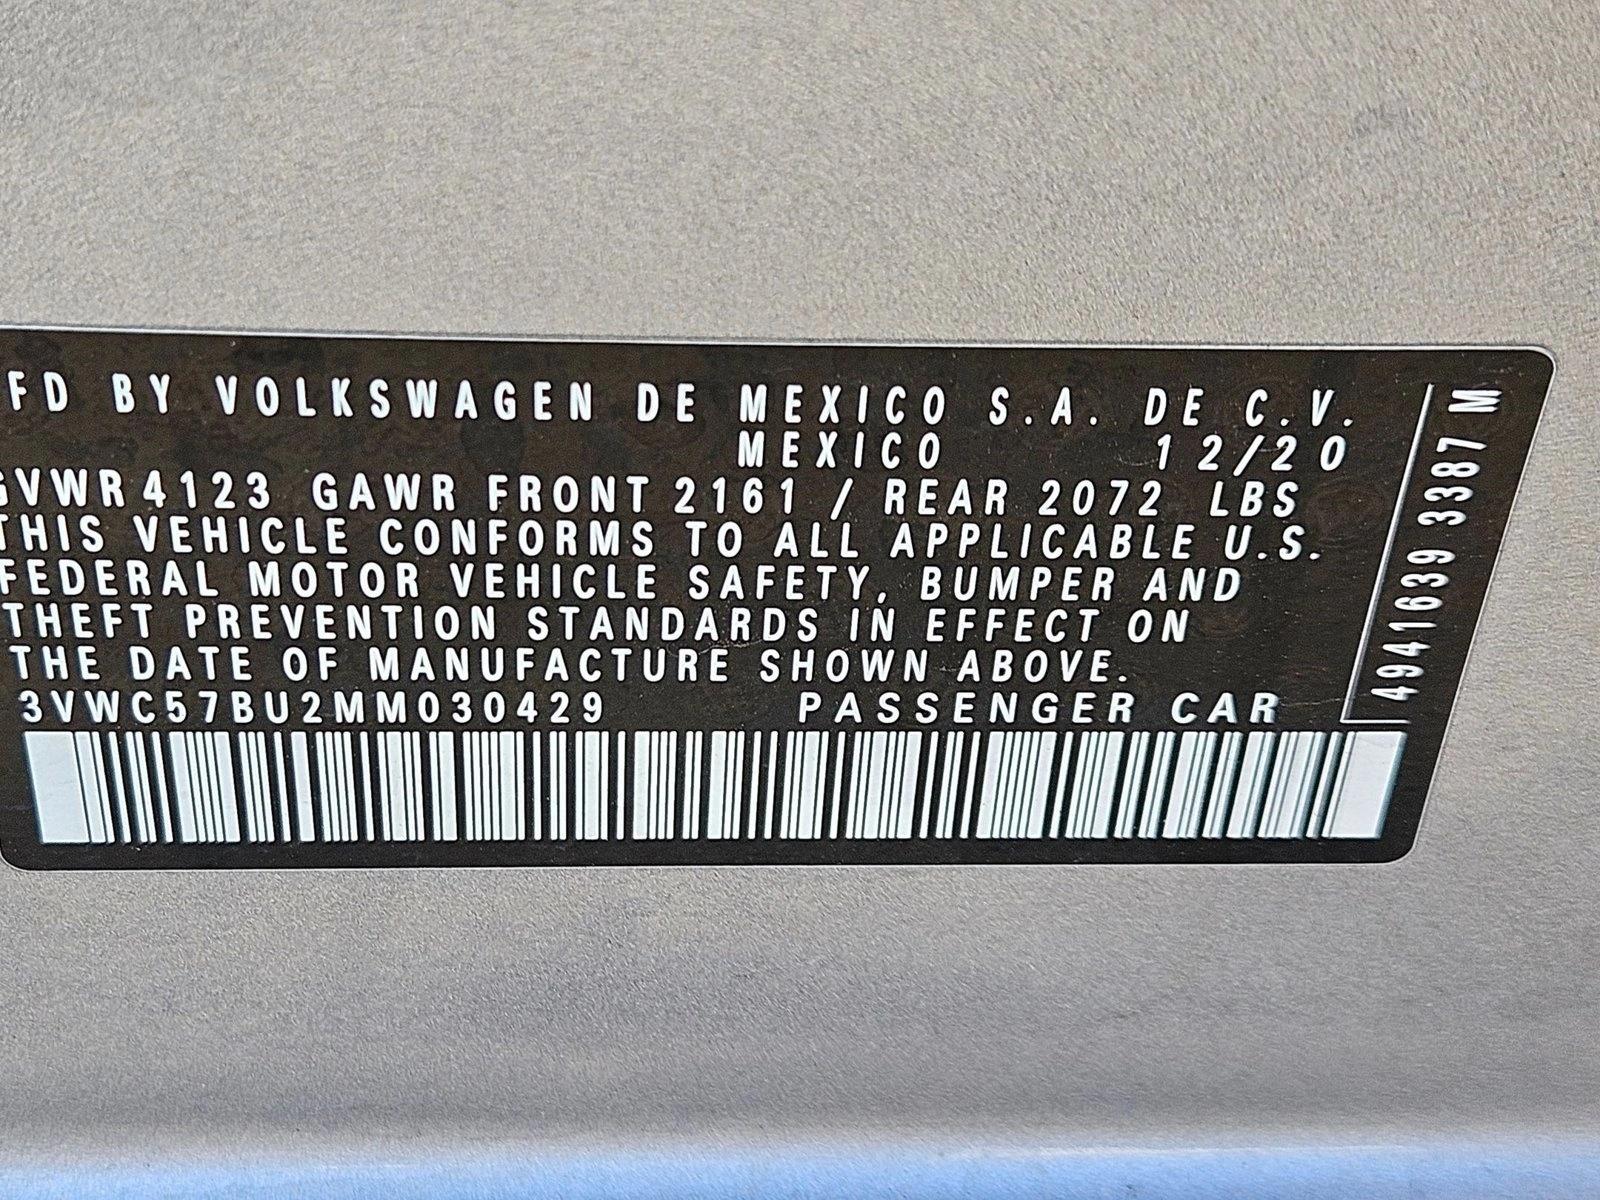 FD BY VOLKSWAGEN DE MEXICO S.A. DE C.V.
MEXICO 12/20
GVWR 4123 GAWR FRONT 2161 / REAR 2072 LBS
THIS VEHICLE CONFORMS TO ALL APPLICABLE U.S.
FEDERAL MOTOR VEHICLE SAFETY, BUMPER AND
THEFT PREVENTION STANDARDS IN EFFECT ON
THE DATE OF MANUFACTURE SHOWN ABOVE.
3VWC57BU2MM030429 PASSENGER CAR
4941639 3387 M